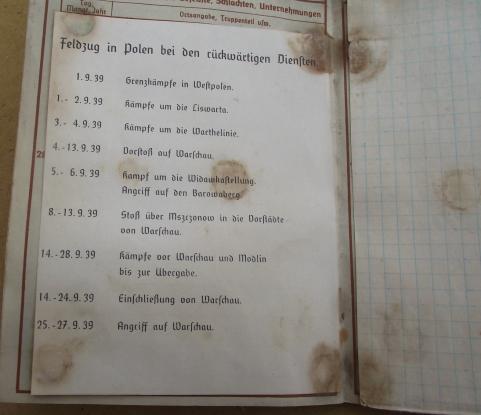 Tag, Monat, Jahr
Schlachten, Unternehmungen
Ortsangabe, Truppenteil usw.
Feldzug in Polen bei den rückwärtigen Diensten.
1.9.39 Grenzkämpfe in Westpolen.
1.- 2.9.39 Kämpfe um die Liswarta.
3.- 4.9.39 Kämpfe um die Warthelinie.
4.-13.9.39 Vorstoß auf Warschau.
5.- 6.9.39 Kampf um die Widawkastellung.
Angriff auf den Borowaberg.
8.-13.9.39 Stoß über Mszczonow in die Vorstädte
von Warschau.
14.-28.9.39 Kämpfe vor Warschau und Modlin
bis zur Übergabe.
14.-24.9.39 Einschließung von Warschau.
25.-27.9.39 Angriff auf Warschau.